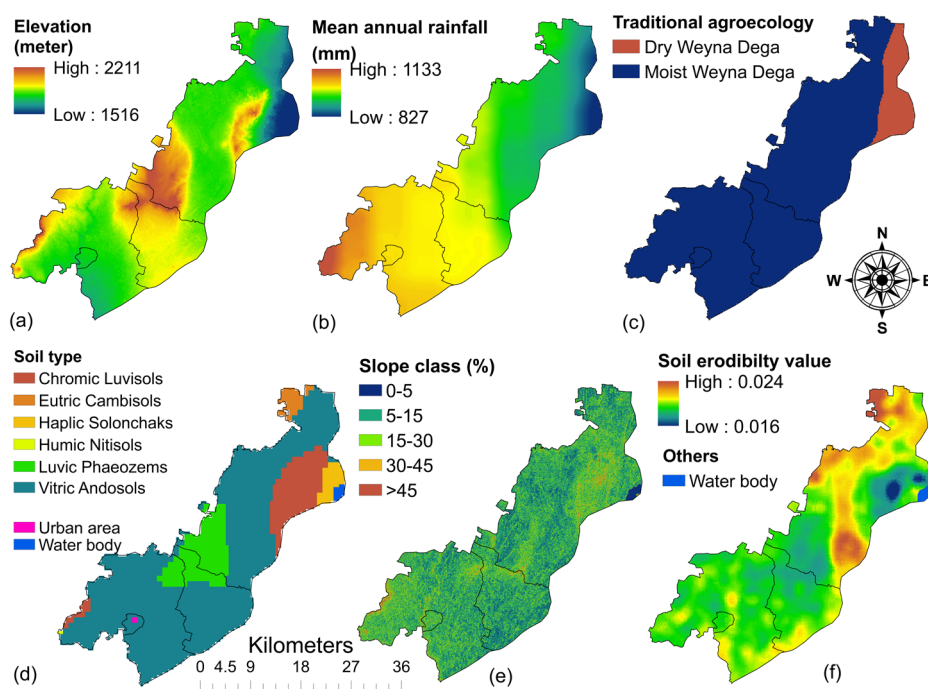 Elevation
(meter)
High : 2211
Low : 1516
(a)
Mean annual rainfall
(mm)
High : 1133
Low : 827
(b)
Traditional agroecology
Dry Weyna Dega
Moist Weyna Dega
N
W E
S
(c)
Soil type
Chromic Luvisols
Eutric Cambisols
Haplic Solonchaks
Humic Nitisols
Luvic Phaeozems
Vitric Andosols
Urban area
Water body
(d)
Kilometers
0 4.5 9 18 27 36
Slope class (%)
0-5
5-15
15-30
30-45
>45
(e)
Soil erodibilty value
High : 0.024
Low : 0.016
Others
Water body
(f)